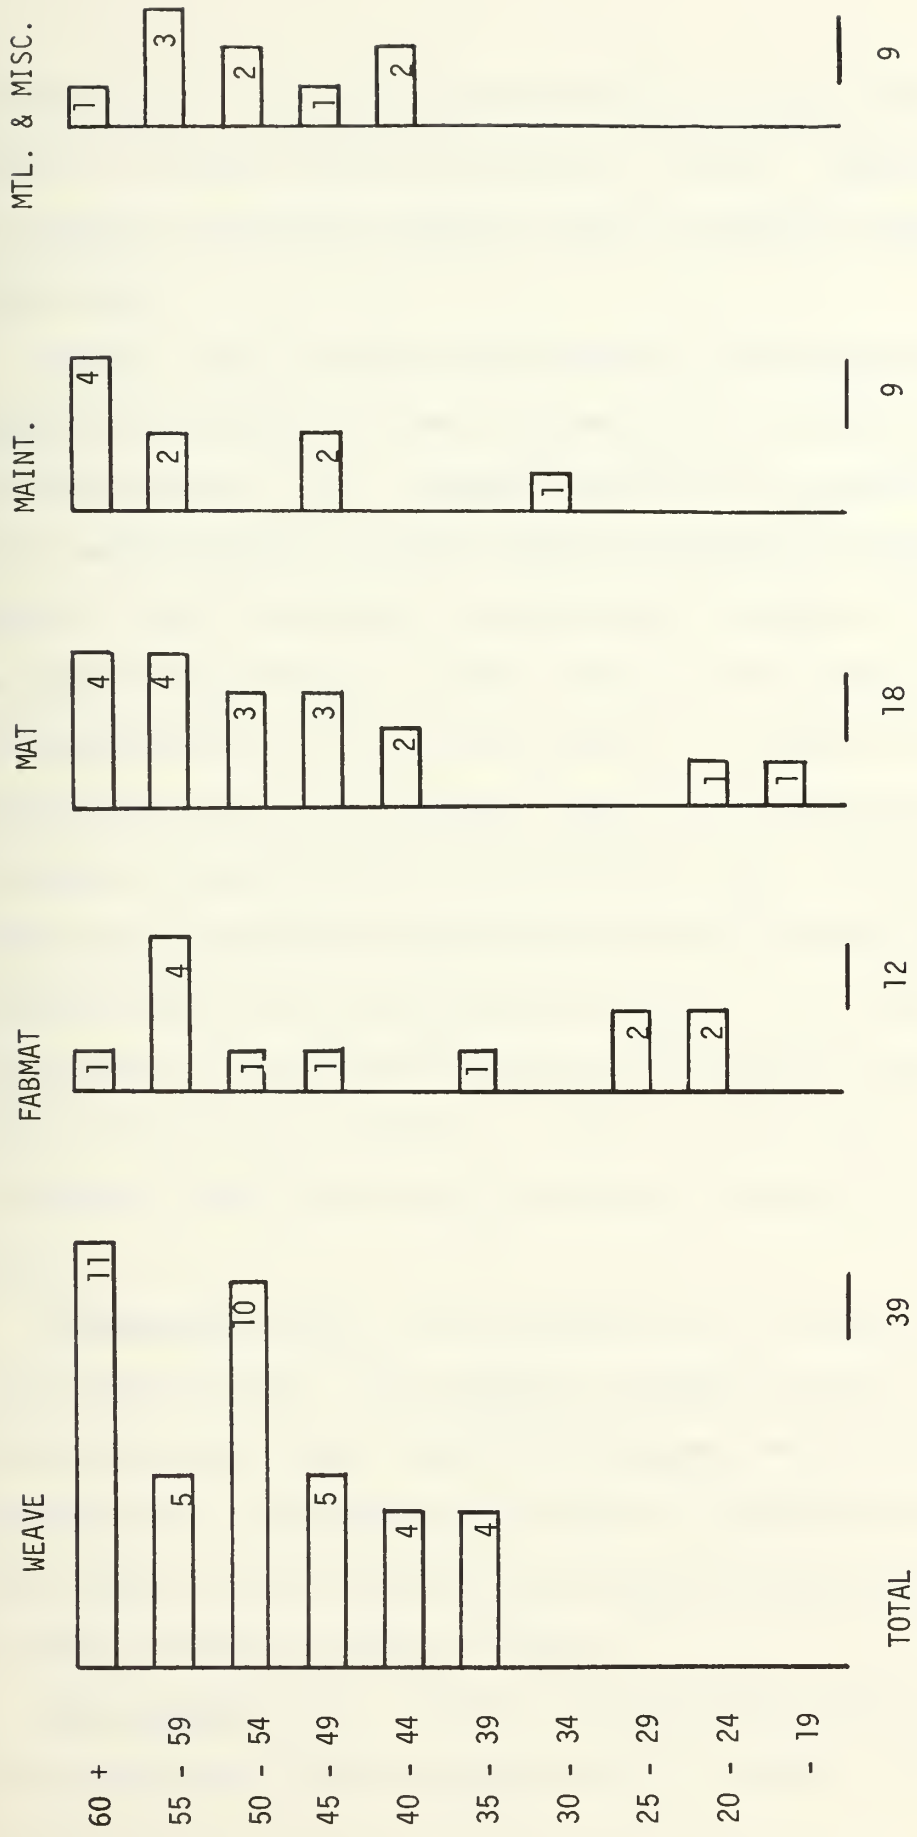 WEAVE FABMAT MAT MAINT. MTL. & MISC.
60 + 11 1 4 4 1
55 - 59 5 4 4 2 3
50 - 54 10 1 3 2
45 - 49 5 1 3 2 1
40 - 44 4 2 2
35 - 39 4 1
30 - 34 1
25 - 29 2
20 - 24 2 1
- 19 1
TOTAL 39 12 18 9 9